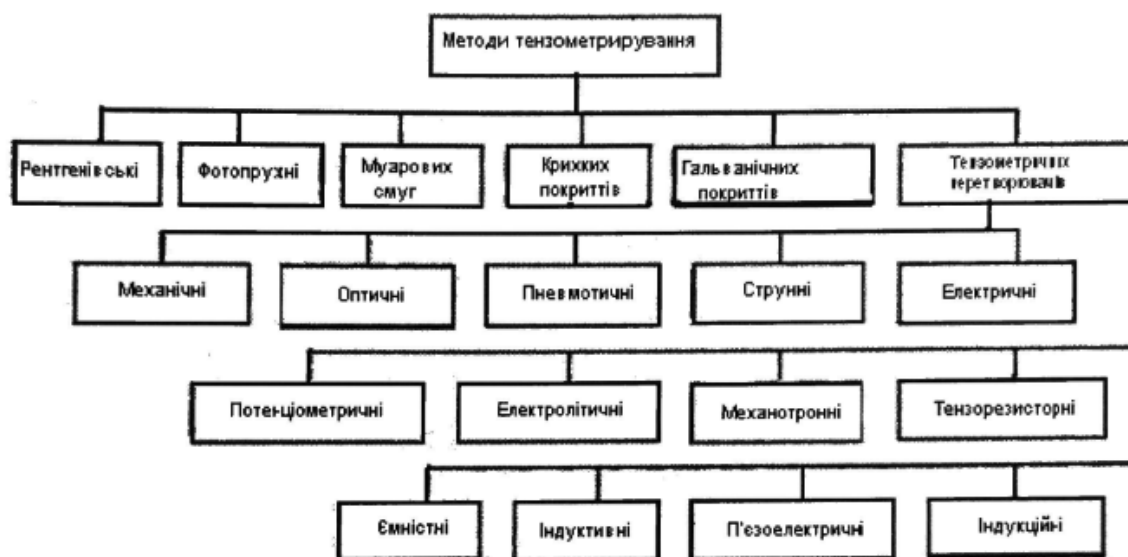 Методи тензометрирування
Рентгенівські
Фотопружні
Муарових
смуг
Крихких
покриттів
Гальванічних
покриттів
Тензометричних
перетворювачів
Механічні
Оптичні
Пневмотичні
Струнні
Електричні
Потенціометричні
Електролітичні
Механотронні
Тензорезисторні
Ємністні
Індуктивні
П'єзоелектричні
Індукційні